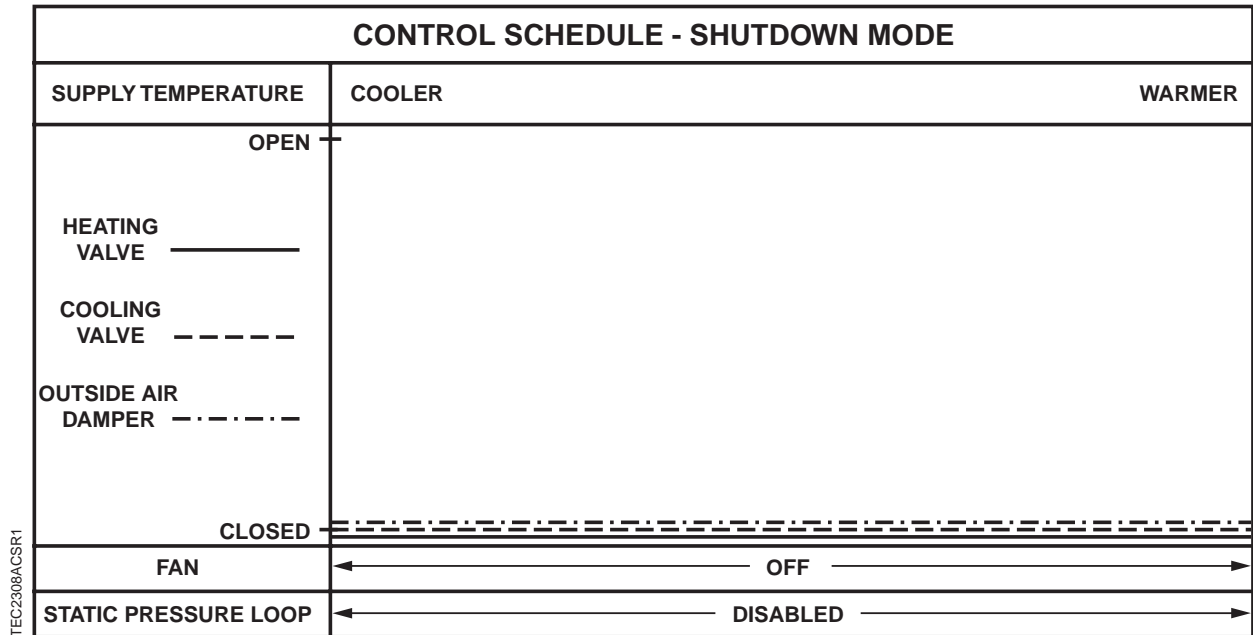 CONTROL SCHEDULE - SHUTDOWN MODE
SUPPLY TEMPERATURE
COOLER
WARMER
OPEN
HEATING
VALVE
COOLING
VALVE
OUTSIDE AIR
DAMPER
CLOSED
FAN
OFF
STATIC PRESSURE LOOP
DISABLED
TEC2308ACSR1